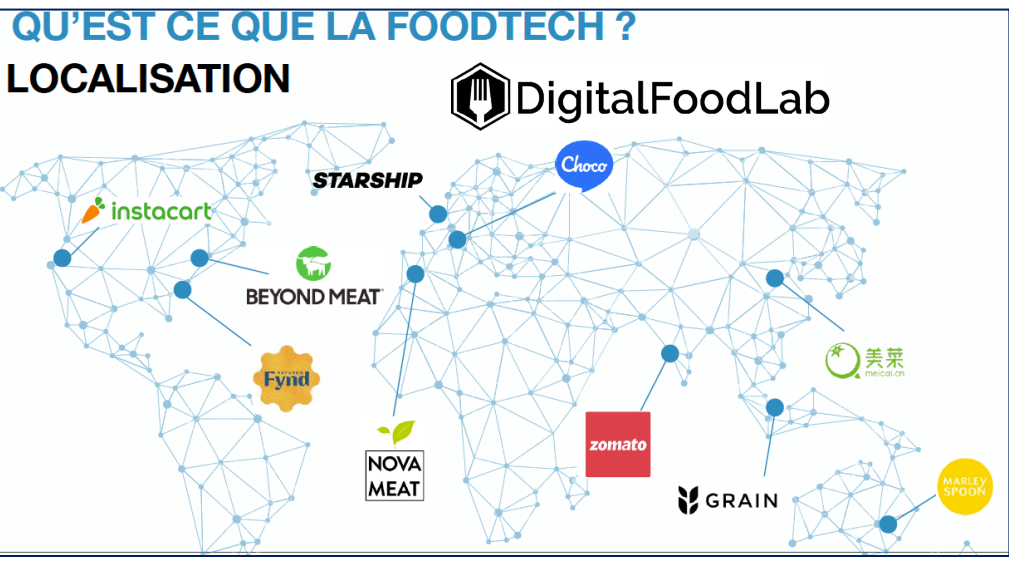 QU'EST CE QUE LA FOODTECH ?
LOCALISATION
DigitalFoodLab
Choco
STARSHIP
instacart
BEYOND MEAT
NATURE'S
Fynd
美菜
meicai.cn
NOVA
MEAT
zomato
GRAIN
MARLEY
SPOON